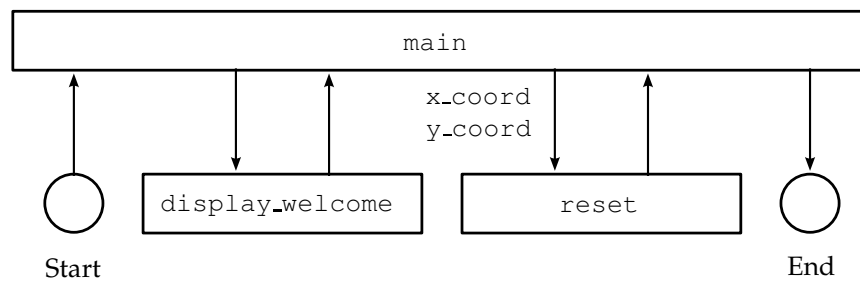 main
x_coord
y_coord
display_welcome
reset
Start
End